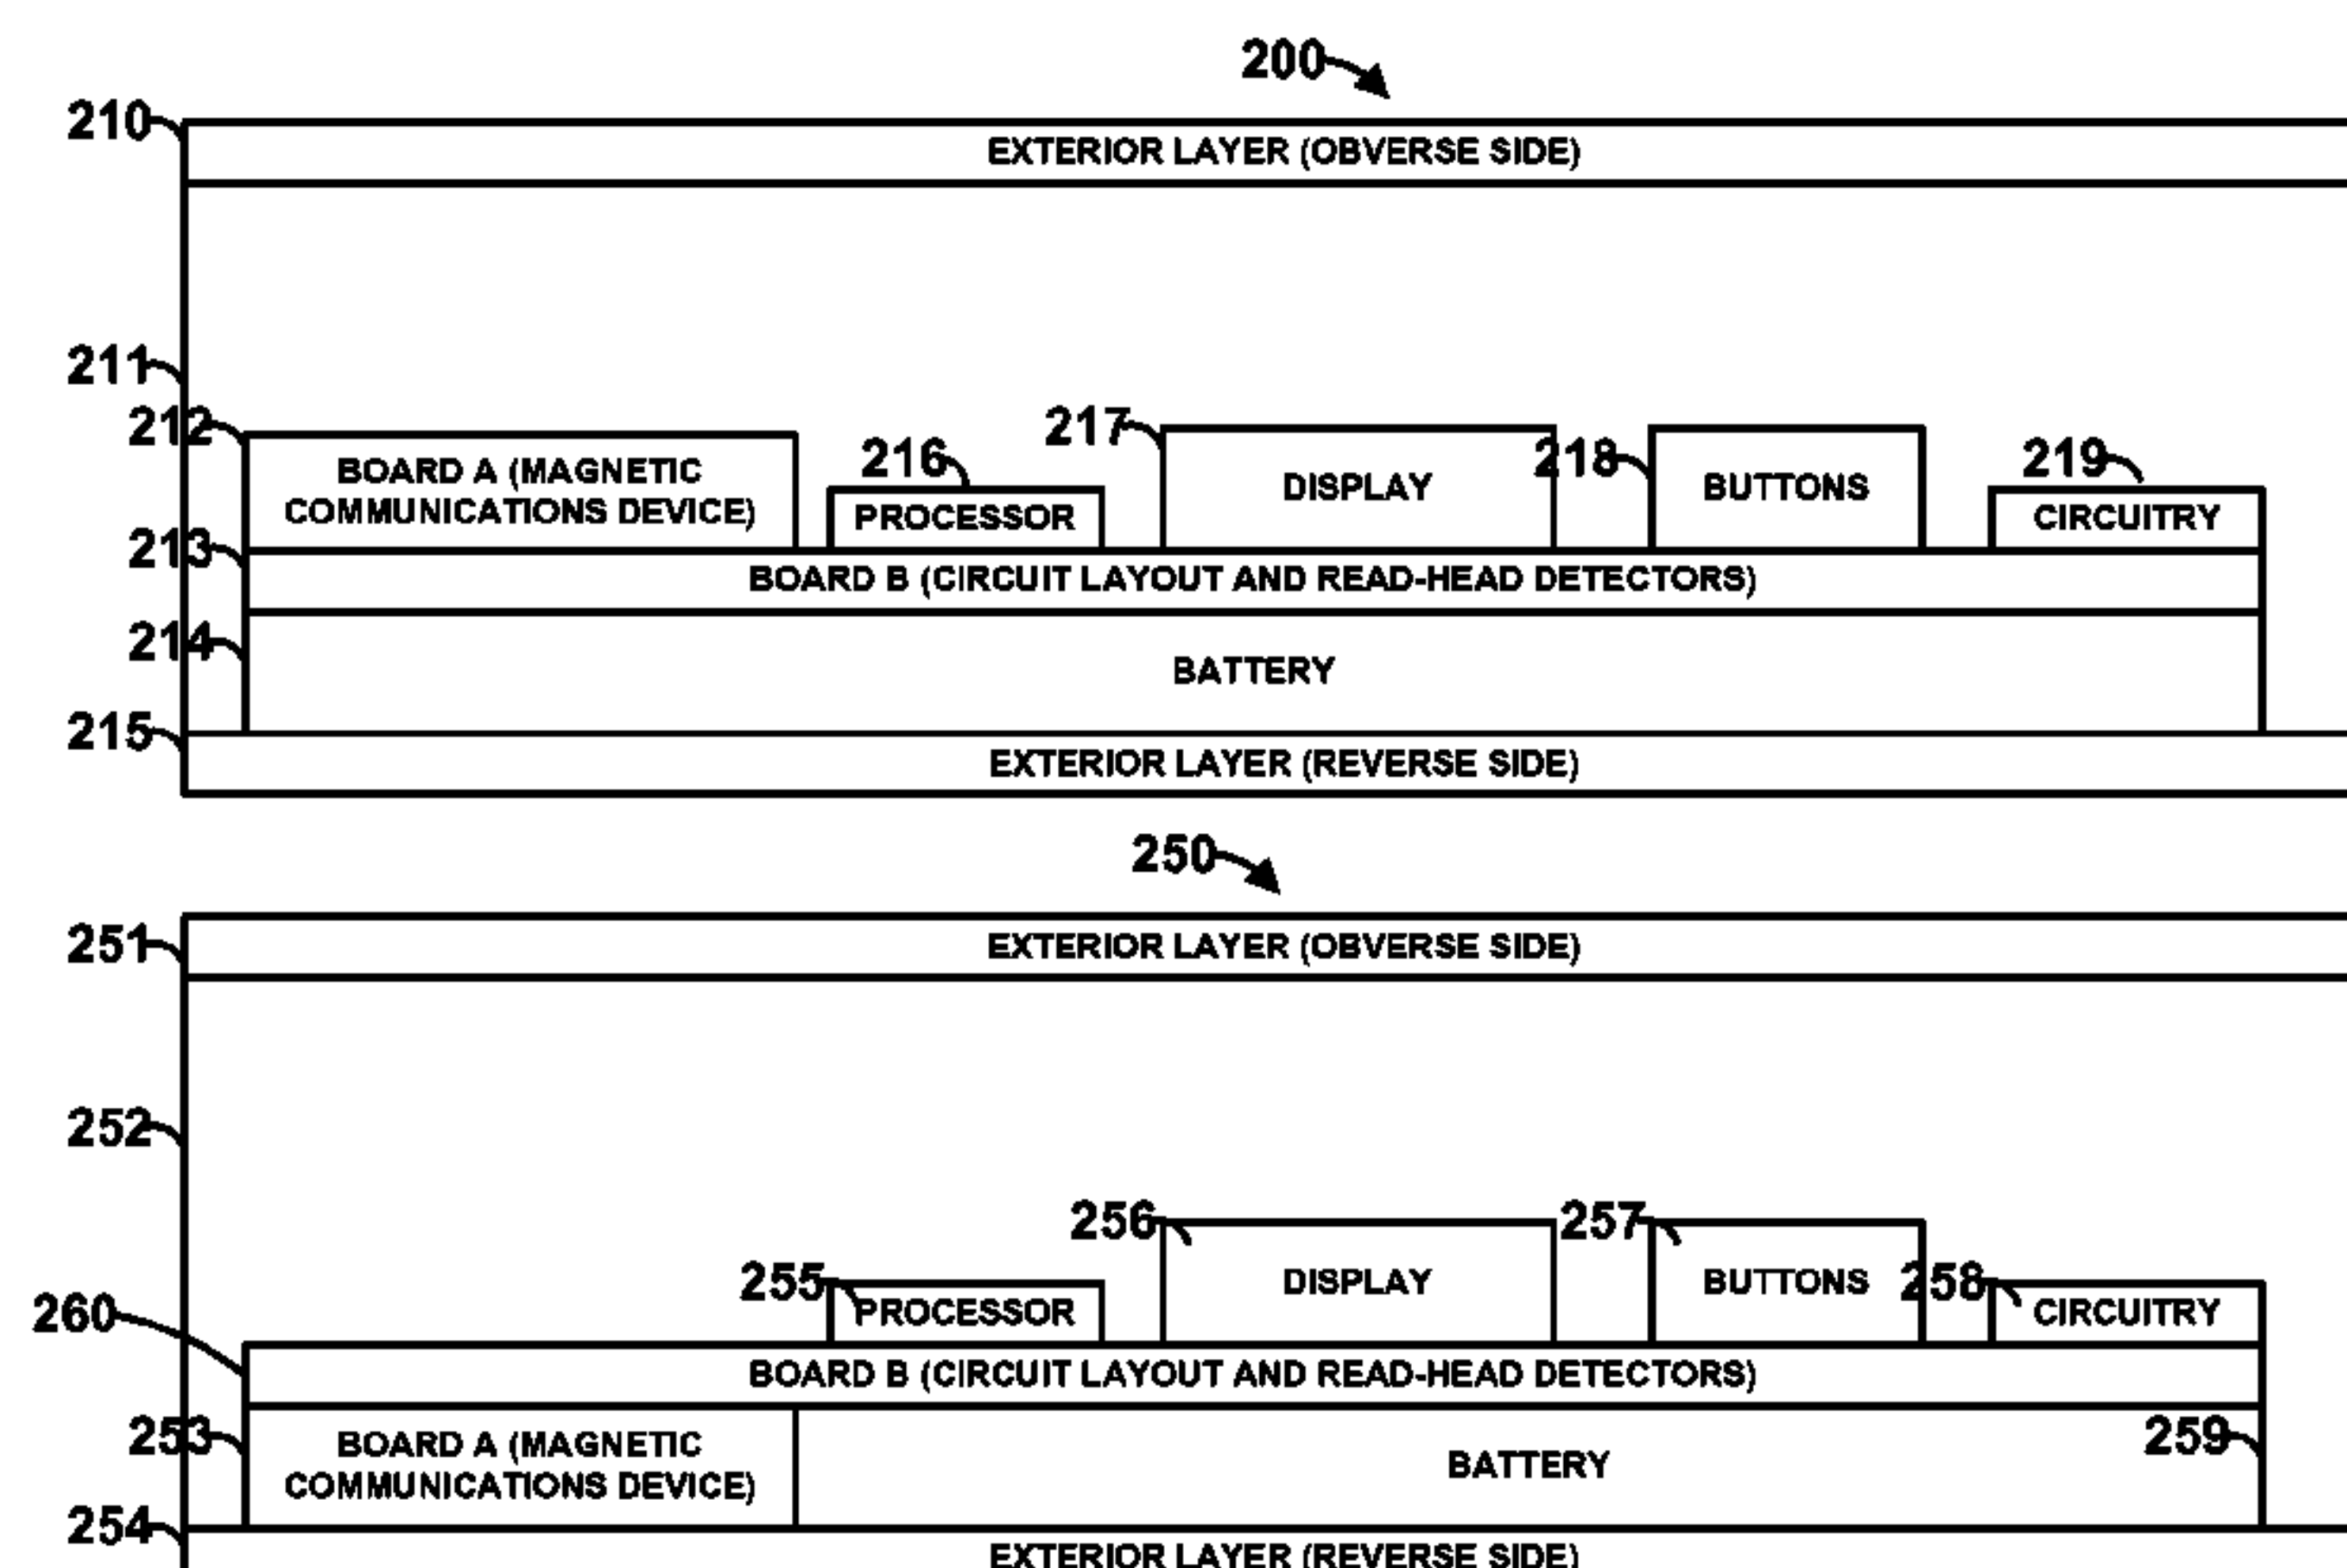 200
210
EXTERIOR LAYER (OBVERSE SIDE)
211
212
BOARD A (MAGNETIC
COMMUNICATIONS DEVICE)
216
PROCESSOR
217
DISPLAY
218
BUTTONS
219
CIRCUITRY
213
BOARD B (CIRCUIT LAYOUT AND READ-HEAD DETECTORS)
214
BATTERY
215
EXTERIOR LAYER (REVERSE SIDE)
250
251
EXTERIOR LAYER (OBVERSE SIDE)
252
255
PROCESSOR
256
DISPLAY
257
BUTTONS
258
CIRCUITRY
260
BOARD B (CIRCUIT LAYOUT AND READ-HEAD DETECTORS)
253
BOARD A (MAGNETIC
COMMUNICATIONS DEVICE)
BATTERY
259
254
EXTERIOR LAYER (REVERSE SIDE)